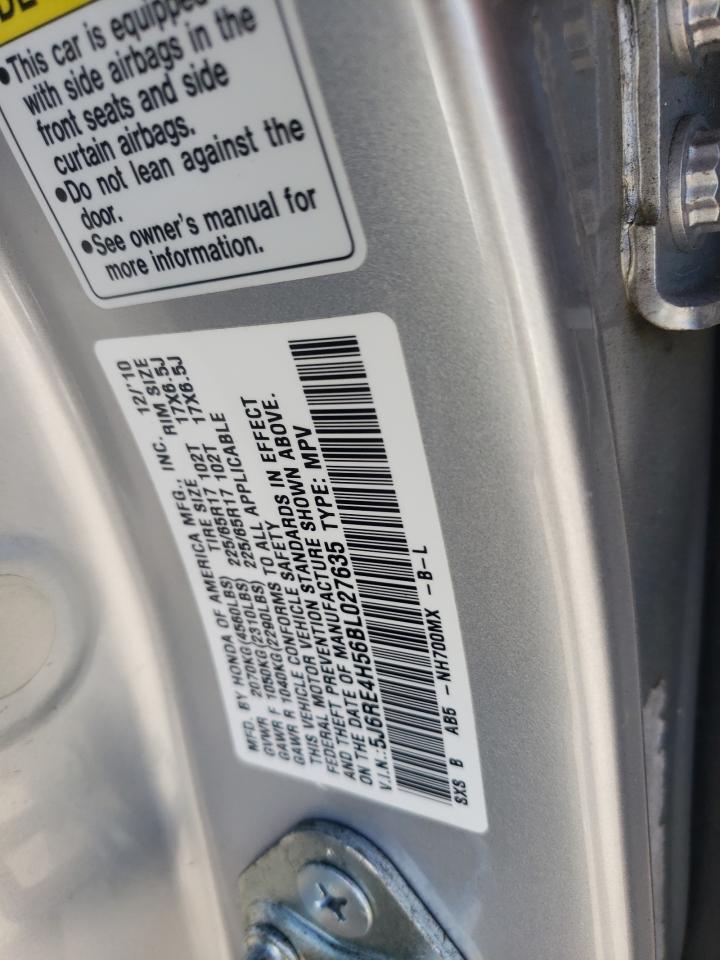 •This car is equipped
with side airbags in the
front seats and side
curtain airbags.
•Do not lean against the
door.
•See owner's manual for
more information.
MFD. BY HONDA OF AMERICA MFG., INC. 12/'10
TIRE SIZE RIM SIZE
GVWR 2070KG(4560LBS)
GAWR F 1050KG(2310LBS) 225/65R17 102T 17X6.5J
GAWR R 1040KG(2290LBS) 225/65R17 102T 17X6.5J
THIS VEHICLE CONFORMS TO ALL APPLICABLE
FEDERAL MOTOR VEHICLE SAFETY
AND THEFT PREVENTION STANDARDS IN EFFECT
ON THE DATE OF MANUFACTURE SHOWN ABOVE.
V.I.N.:5J6RE4H56BL027635 TYPE: MPV
SXS B AB5 -NH700MX -B-L